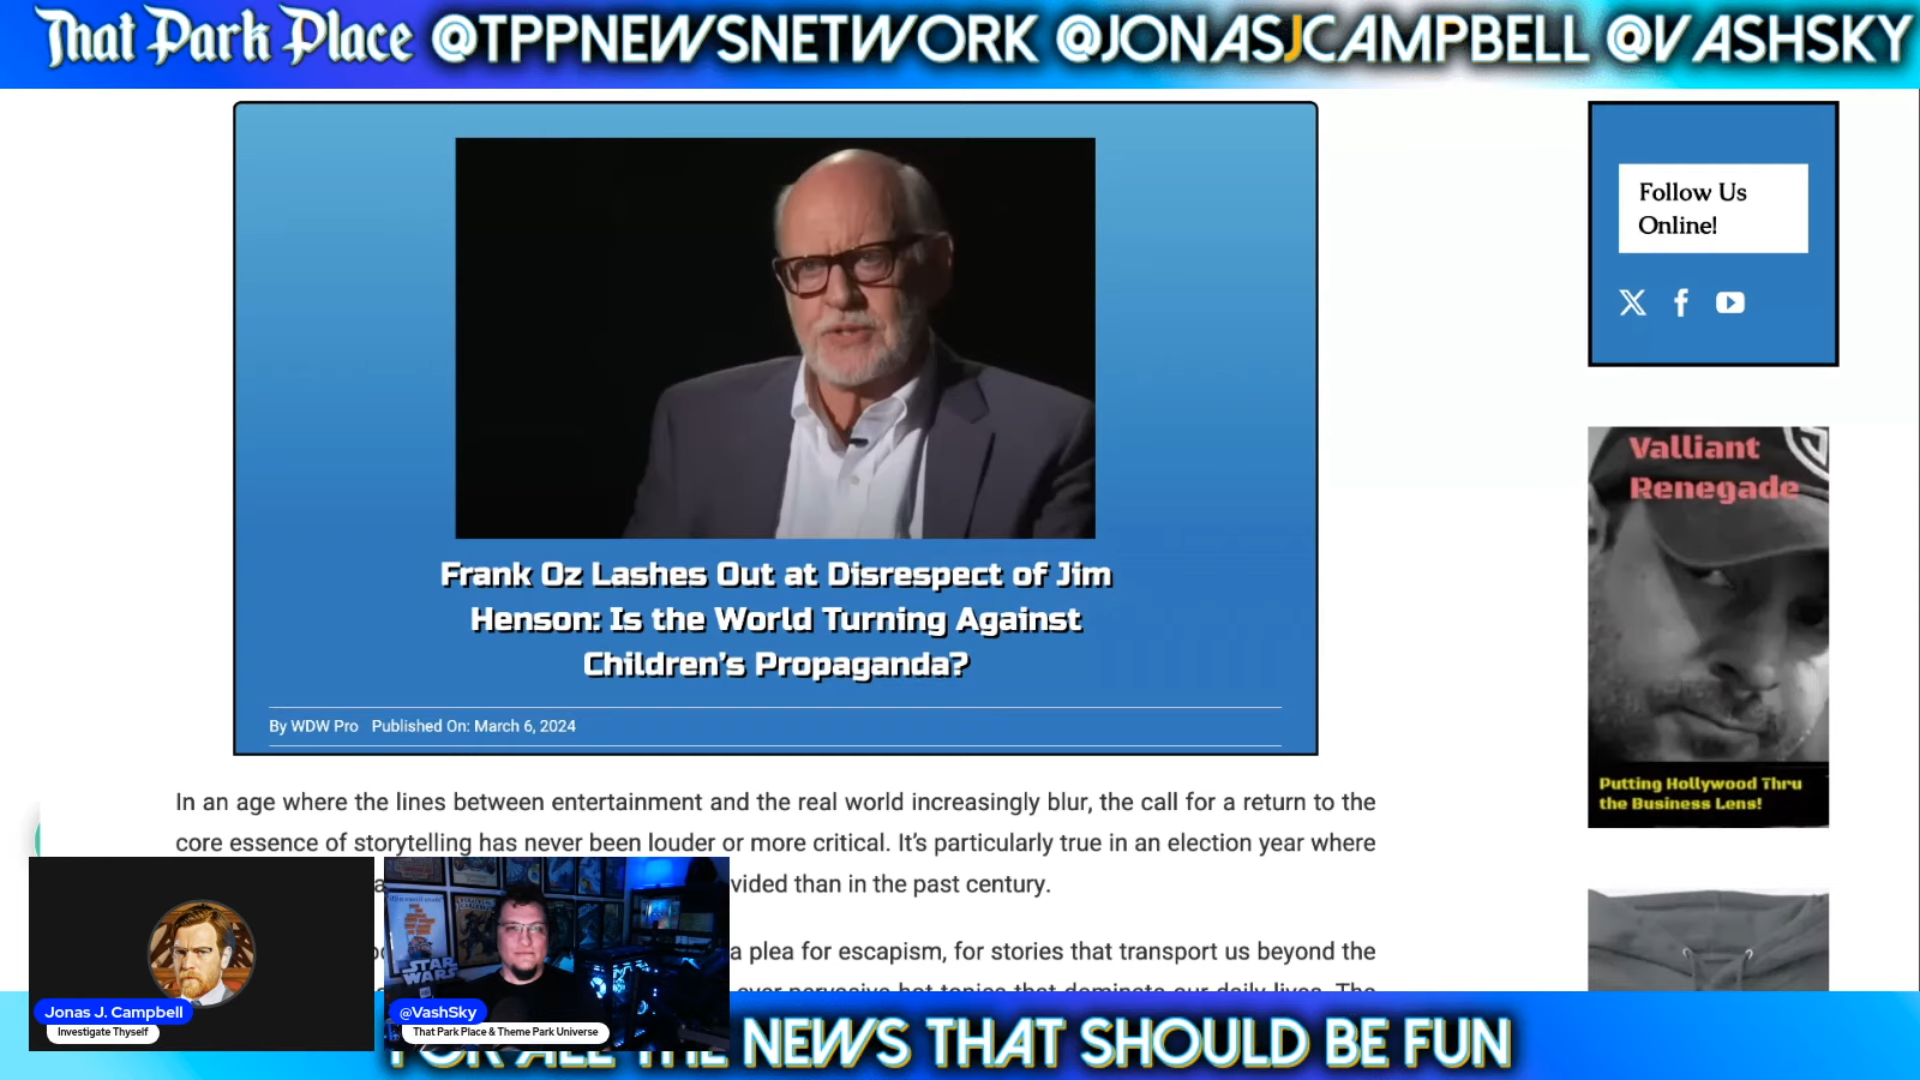 That Park Place @TPPNEWSNETWORK @JONASJCAMPBELL @VASHSKY
Frank Oz Lashes Out at Disrespect of Jim
Henson: Is the World Turning Against
Children's Propaganda?
By WDW Pro Published On: March 6, 2024
In an age where the lines between entertainment and the real world increasingly blur, the call for a return to the
core essence of storytelling has never been louder or more critical. It's particularly true in an election year where
vided than in the past century.
a plea for escapism, for stories that transport us beyond the
Follow Us
Online!
Valliant
Renegade
Putting Hollywood Thru
the Business Lens!
STAR
WARS
Jonas J. Campbell
Investigate Thyself
@VashSky
That Park Place & Theme Park Universe
FOR ALL THE NEWS THAT SHOULD BE FUN